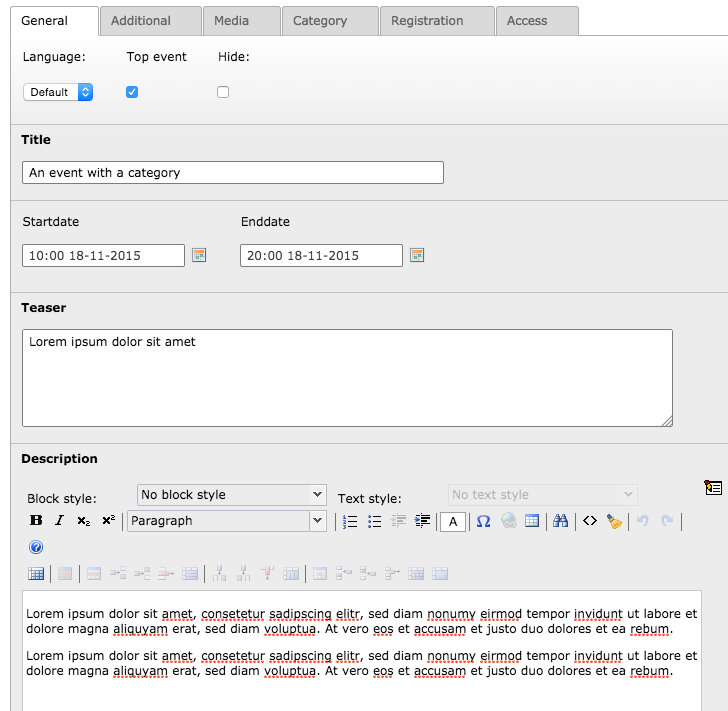 General Additional Media Category Registration Access
Language: Top event Hide:
Default
Title
An event with a category
Startdate Enddate
10:00 18-11-2015 20:00 18-11-2015
Teaser
Lorem ipsum dolor sit amet
Description
Block style: No block style Text style: No text style
B I x₂ x² Paragraph A Ω <>
?
Lorem ipsum dolor sit amet, consetetur sadipscing elitr, sed diam nonumy eirmod tempor invidunt ut labore et
dolore magna aliquyam erat, sed diam voluptua. At vero eos et accusam et justo duo dolores et ea rebum.
Lorem ipsum dolor sit amet, consetetur sadipscing elitr, sed diam nonumy eirmod tempor invidunt ut labore et
dolore magna aliquyam erat, sed diam voluptua. At vero eos et accusam et justo duo dolores et ea rebum.